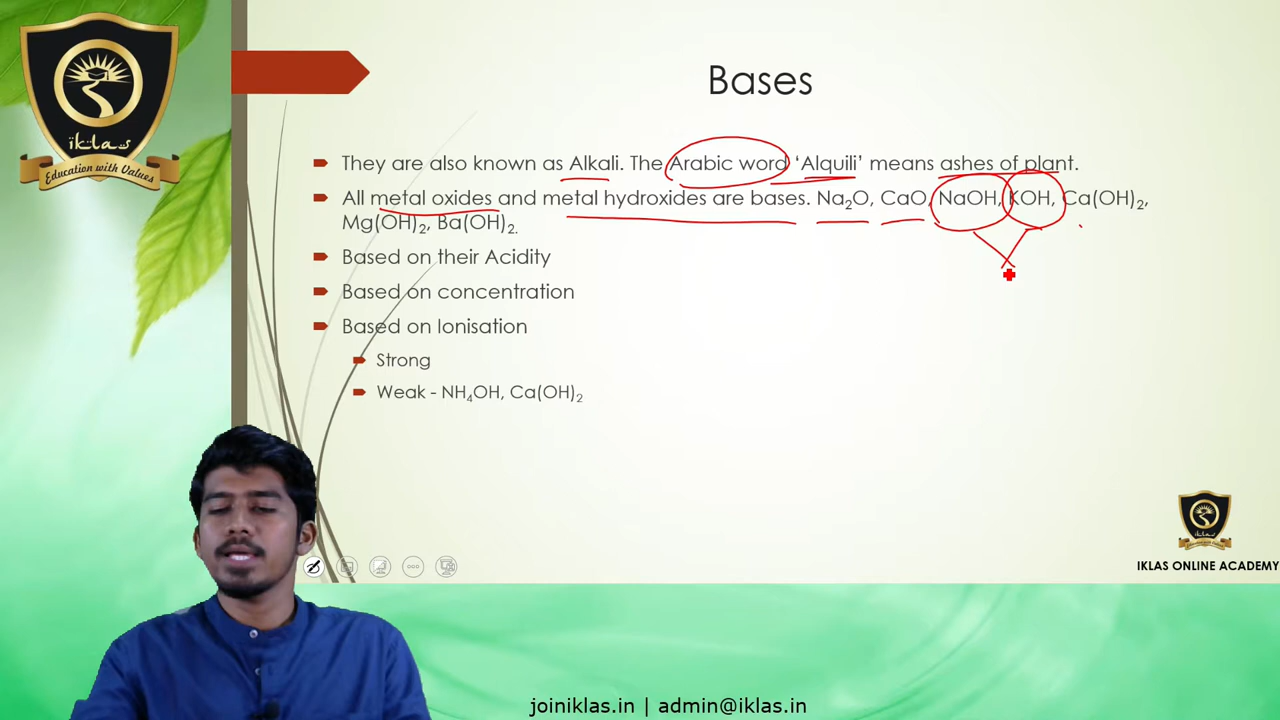 iklas
Education with Values
Bases
They are also known as Alkali. The Arabic word ‘Alquili’ means ashes of plant.
All metal oxides and metal hydroxides are bases. Na₂O, CaO, NaOH, KOH, Ca(OH)₂,
Mg(OH)₂, Ba(OH)₂.
Based on their Acidity
Based on concentration
Based on Ionisation
Strong
Weak - NH₄OH, Ca(OH)₂
IKLAS ONLINE ACADEMY
joiniklas.in | admin@iklas.in